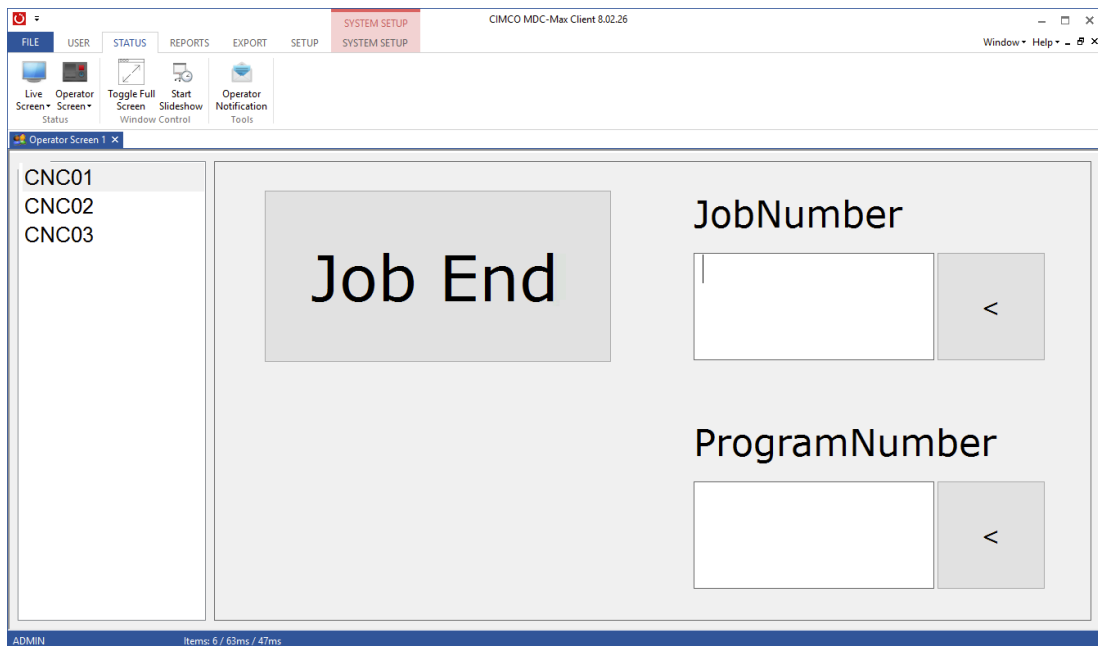 SYSTEM SETUP
CIMCO MDC-Max Client 8.02.26
FILE USER STATUS REPORTS EXPORT SETUP SYSTEM SETUP Window Help
Live Screen
Operator Screen
Toggle Full Screen
Start Slideshow
Operator Notification
Status Window Control Tools
Operator Screen 1
CNC01
CNC02
CNC03
Job End
JobNumber
<
ProgramNumber
<
ADMIN Items: 6 / 63ms / 47ms